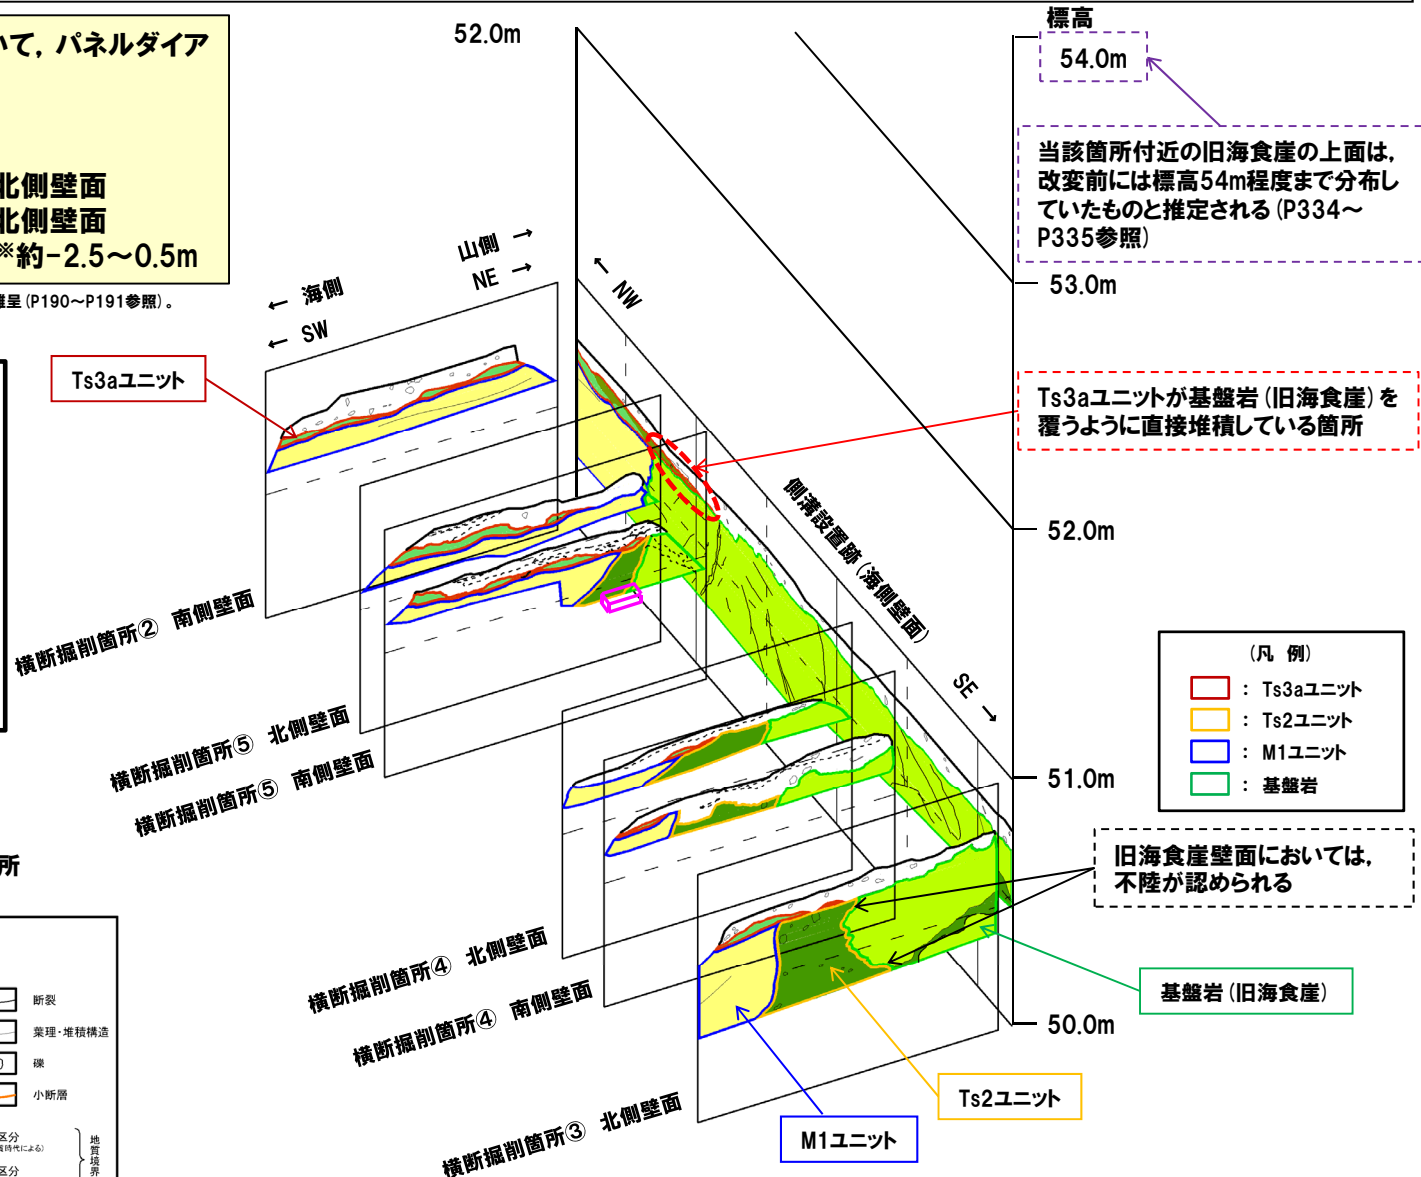 いて，パネルダイア
北側壁面
北側壁面
※約-2.5～0.5m
難呈(P190～P191参照)。
52.0m
標高
54.0m
当該箇所付近の旧海食崖の上面は，
改変前には標高54m程度まで分布し
ていたものと推定される(P334～
P335参照)
53.0m
山側 →
NE →
← 海側
← SW
← NW
Ts3aユニット
Ts3aユニットが基盤岩(旧海食崖)を
覆うように直接堆積している箇所
側溝設置跡(海側壁面)
52.0m
SE →
横断掘削箇所② 南側壁面
横断掘削箇所⑤ 北側壁面
横断掘削箇所⑤ 南側壁面
(凡 例)
： Ts3aユニット
： Ts2ユニット
： M1ユニット
： 基盤岩
51.0m
旧海食崖壁面においては，
不陸が認められる
所
横断掘削箇所④ 北側壁面
横断掘削箇所④ 南側壁面
基盤岩(旧海食崖)
50.0m
断裂
葉理・堆積構造
礫
小断層
区分
区分
地質境界
Ts2ユニット
M1ユニット
横断掘削箇所③ 北側壁面